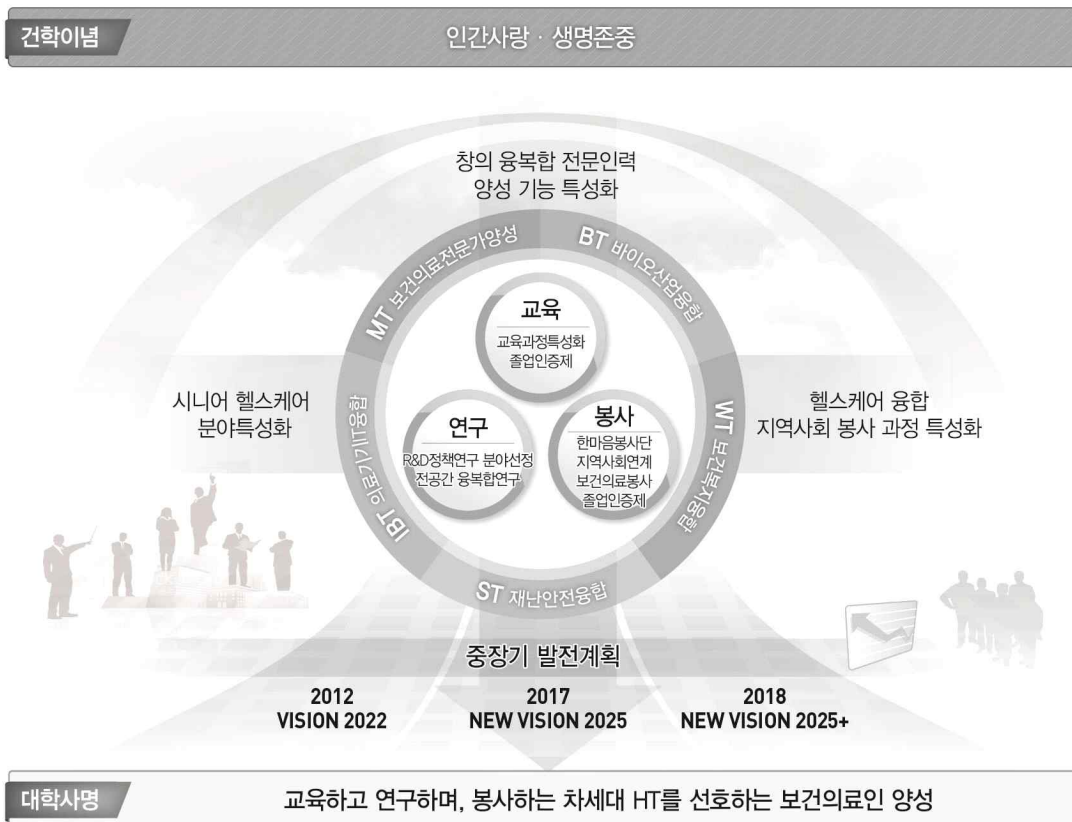 건학이념
인간사랑 · 생명존중
창의 융복합 전문인력
양성 기능 특성화
MT 보건의료전문가양성
BT 바이오산업융합
교육
교육과정특성화
졸업인증제
시니어 헬스케어
분야특성화
IBT 의료기기IT융합
연구
R&D정책연구 분야선정
전공간 융복합연구
봉사
한마음봉사단
지역사회연계
보건의료봉사
졸업인증제
WT 보건복지융합
헬스케어 융합
지역사회 봉사 과정 특성화
ST 재난안전융합
중장기 발전계획
2012
VISION 2022
2017
NEW VISION 2025
2018
NEW VISION 2025+
대학사명
교육하고 연구하며, 봉사하는 차세대 HT를 선호하는 보건의료인 양성